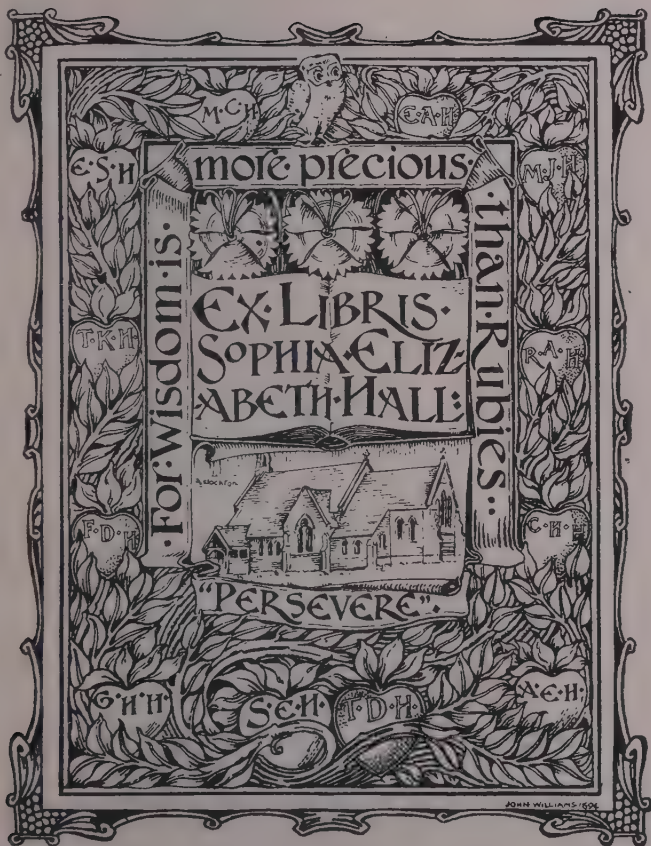 M·C·H
E·A·H
E·S·H
M·J·H
·For·Wisdom·is·
more precious·
·than·Rubies··
EX·LIBRIS·
SOPHIA·ELIZ-
ABETH·HALL:
T·K·H
R·A·H
F·D·H
C·H·H
"PERSEVERE"·
G·H·H·
S·E·H
F·D·H·
A·E·H·
JOHN WILLIAMS·1894